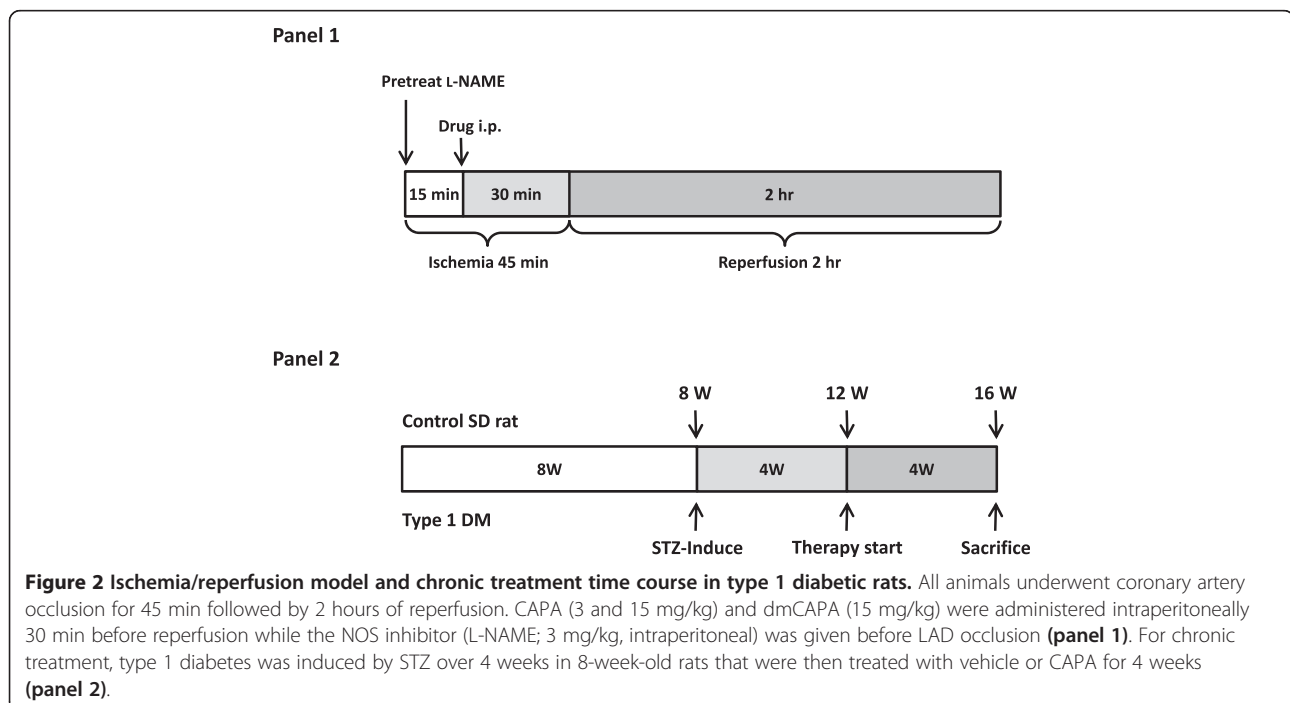 Panel 1
Pretreat L-NAME
Drug i.p.
15 min 30 min 2 hr
Ischemia 45 min Reperfusion 2 hr
Panel 2
8 W 12 W 16 W
Control SD rat
8W 4W 4W
Type 1 DM
STZ-Induce Therapy start Sacrifice
Figure 2 Ischemia/reperfusion model and chronic treatment time course in type 1 diabetic rats. All animals underwent coronary artery
occlusion for 45 min followed by 2 hours of reperfusion. CAPA (3 and 15 mg/kg) and dmCAPA (15 mg/kg) were administered intraperitoneally
30 min before reperfusion while the NOS inhibitor (L-NAME; 3 mg/kg, intraperitoneal) was given before LAD occlusion (panel 1). For chronic
treatment, type 1 diabetes was induced by STZ over 4 weeks in 8-week-old rats that were then treated with vehicle or CAPA for 4 weeks
(panel 2).